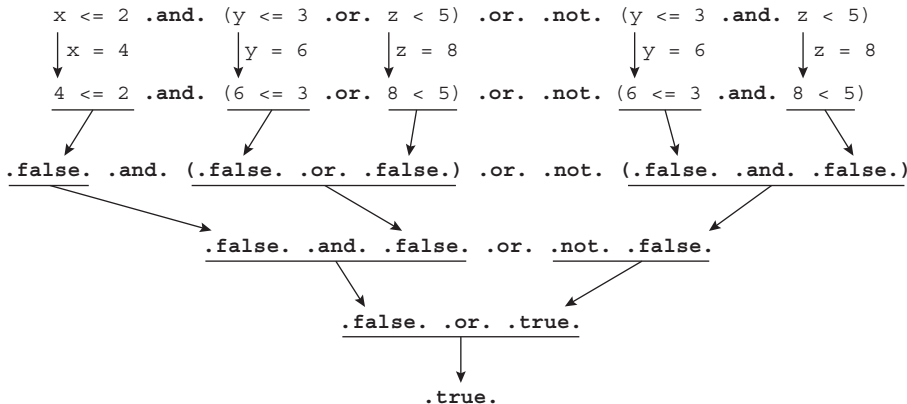 x <= 2 .and. (y <= 3 .or. z < 5) .or. .not. (y <= 3 .and. z < 5)
x = 4 y = 6 z = 8 y = 6 z = 8
4 <= 2 .and. (6 <= 3 .or. 8 < 5) .or. .not. (6 <= 3 .and. 8 < 5)
.false. .and. (.false. .or. .false.) .or. .not. (.false. .and. .false.)
.false. .and. .false. .or. .not. .false.
.false. .or. .true.
.true.